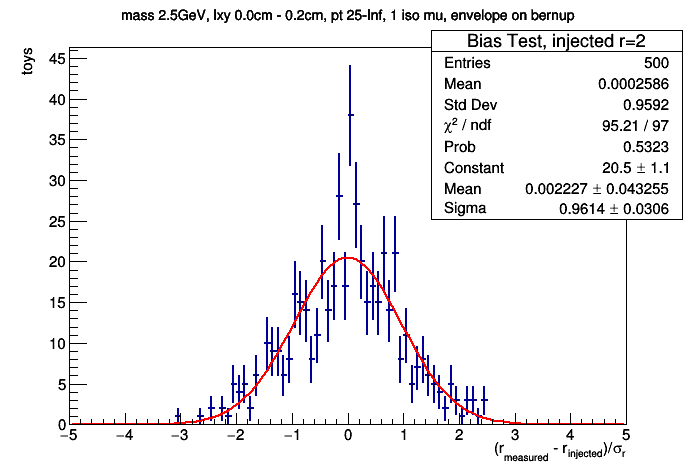 mass 2.5GeV, lxy 0.0cm - 0.2cm, pt 25-Inf, 1 iso mu, envelope on bernup
Bias Test, injected r=2
Entries 500
Mean 0.0002586
Std Dev 0.9592
χ² / ndf 95.21 / 97
Prob 0.5323
Constant 20.5 ± 1.1
Mean 0.002227 ± 0.043255
Sigma 0.9614 ± 0.0306
toys
45
40
35
30
25
20
15
10
5
0
−5 −4 −3 −2 −1 0 1 2 3 4 5
(r_measured - r_injected)/σ_r